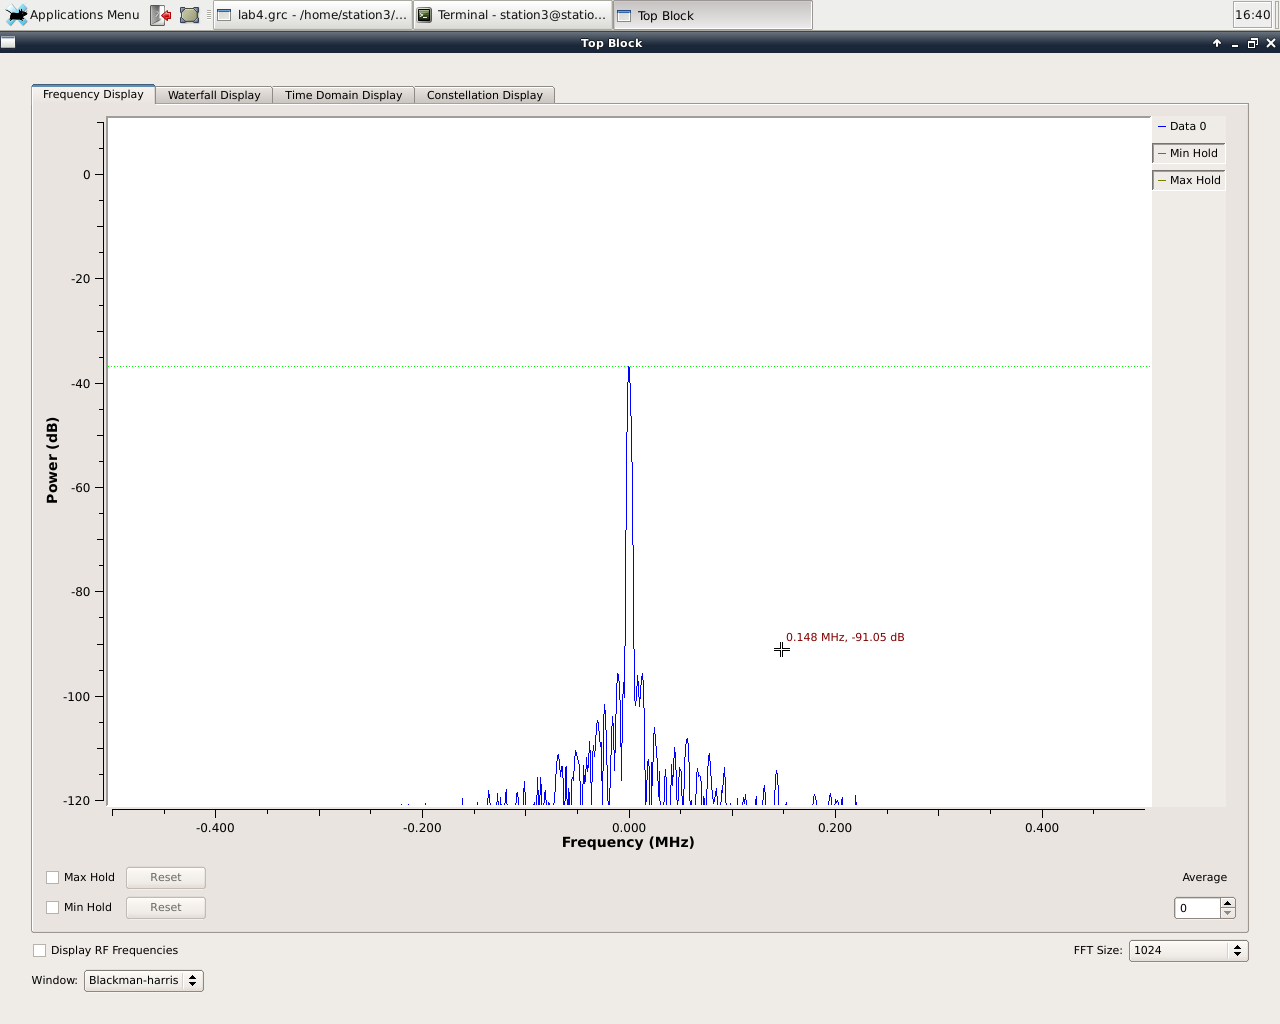 Applications Menu
lab4.grc - /home/station3/...
Terminal - station3@statio...
Top Block
16:40
Top Block
Frequency Display
Waterfall Display
Time Domain Display
Constellation Display
Data 0
Min Hold
Max Hold
0
-20
-40
-60
-80
-100
-120
Power (dB)
0.148 MHz, -91.05 dB
-0.400
-0.200
0.000
0.200
0.400
Frequency (MHz)
Max Hold
Reset
Average
Min Hold
Reset
0
Display RF Frequencies
FFT Size:
1024
Window:
Blackman-harris